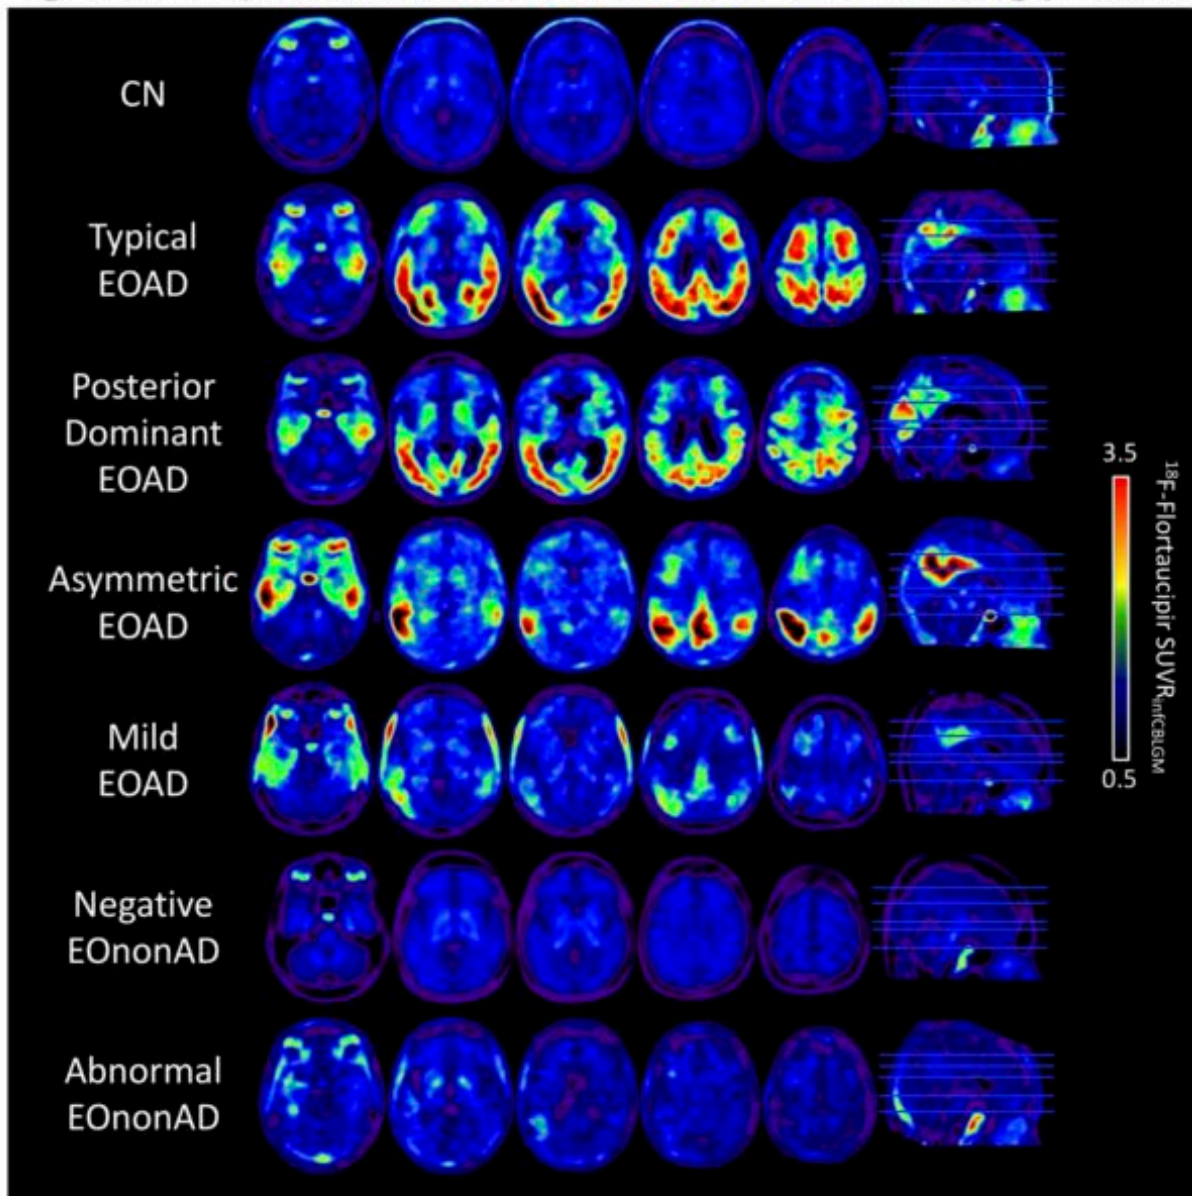 CN
Typical
EOAD
Posterior
Dominant
EOAD
Asymmetric
EOAD
Mild
EOAD
Negative
EOnonAD
Abnormal
EOnonAD
3.5
0.5
18F-Flortaucipir SUVRinfCBLGM